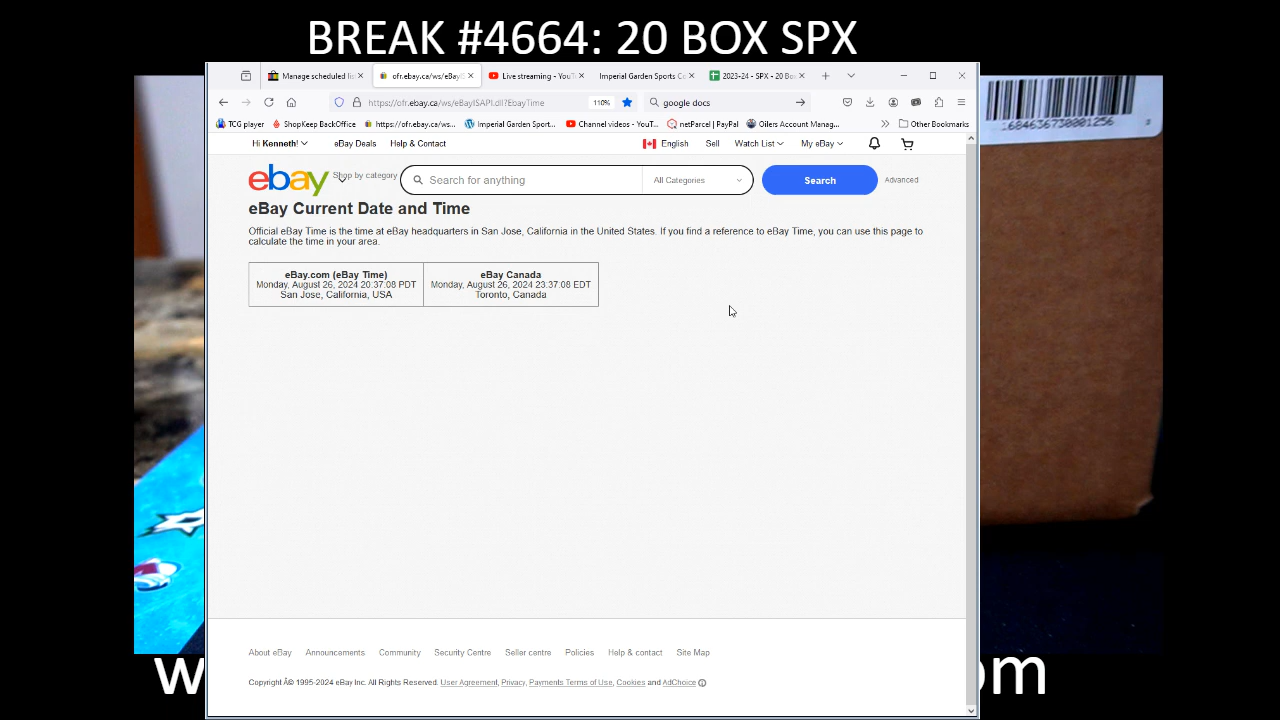 BREAK #4664: 20 BOX SPX
Manage scheduled lis
ofr.ebay.ca/ws/eBayI
Live streaming - YouTu
Imperial Garden Sports Co
2023-24 - SPX - 20 Bo
https://ofr.ebay.ca/ws/eBayISAPI.dll?EbayTime
110%
google docs
TCG player
ShopKeep BackOffice
https://ofr.ebay.ca/ws...
Imperial Garden Sport...
Channel videos - YouT...
netParcel | PayPal
Oilers Account Manag...
Other Bookmarks
Hi Kenneth!
eBay Deals
Help & Contact
English
Sell
Watch List
My eBay
ebay
Shop by category
Search for anything
All Categories
Search
Advanced
eBay Current Date and Time
Official eBay Time is the time at eBay headquarters in San Jose, California in the United States. If you find a reference to eBay Time, you can use this page to
calculate the time in your area.
eBay.com (eBay Time)
Monday, August 26, 2024 20:37:08 PDT
San Jose, California, USA
eBay Canada
Monday, August 26, 2024 23:37:08 EDT
Toronto, Canada
About eBay
Announcements
Community
Security Centre
Seller centre
Policies
Help & contact
Site Map
Copyright Â© 1995-2024 eBay Inc. All Rights Reserved. User Agreement, Privacy, Payments Terms of Use, Cookies and AdChoice
w
om